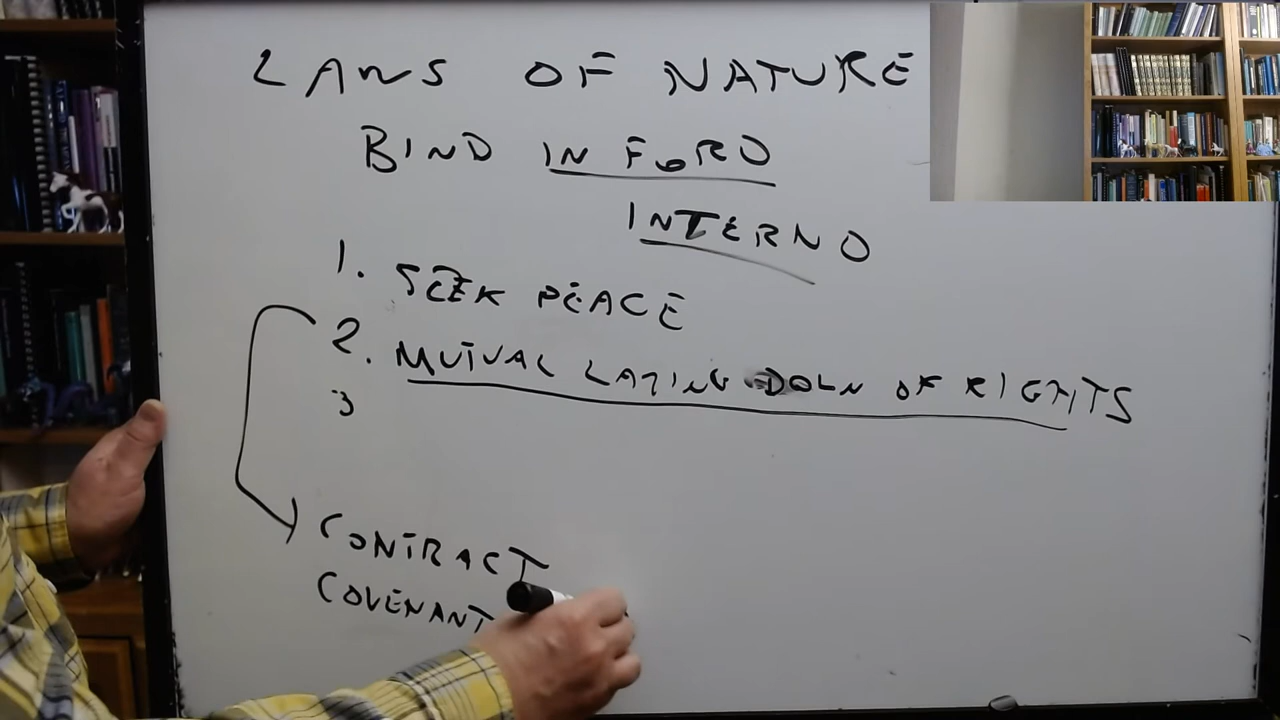 LAWS OF NATURE
BIND IN FORO
INTERNO
1. SEEK PEACE
2. MUTUAL LAYING DOWN OF RIGHTS
3
CONTRACT
COVENANT